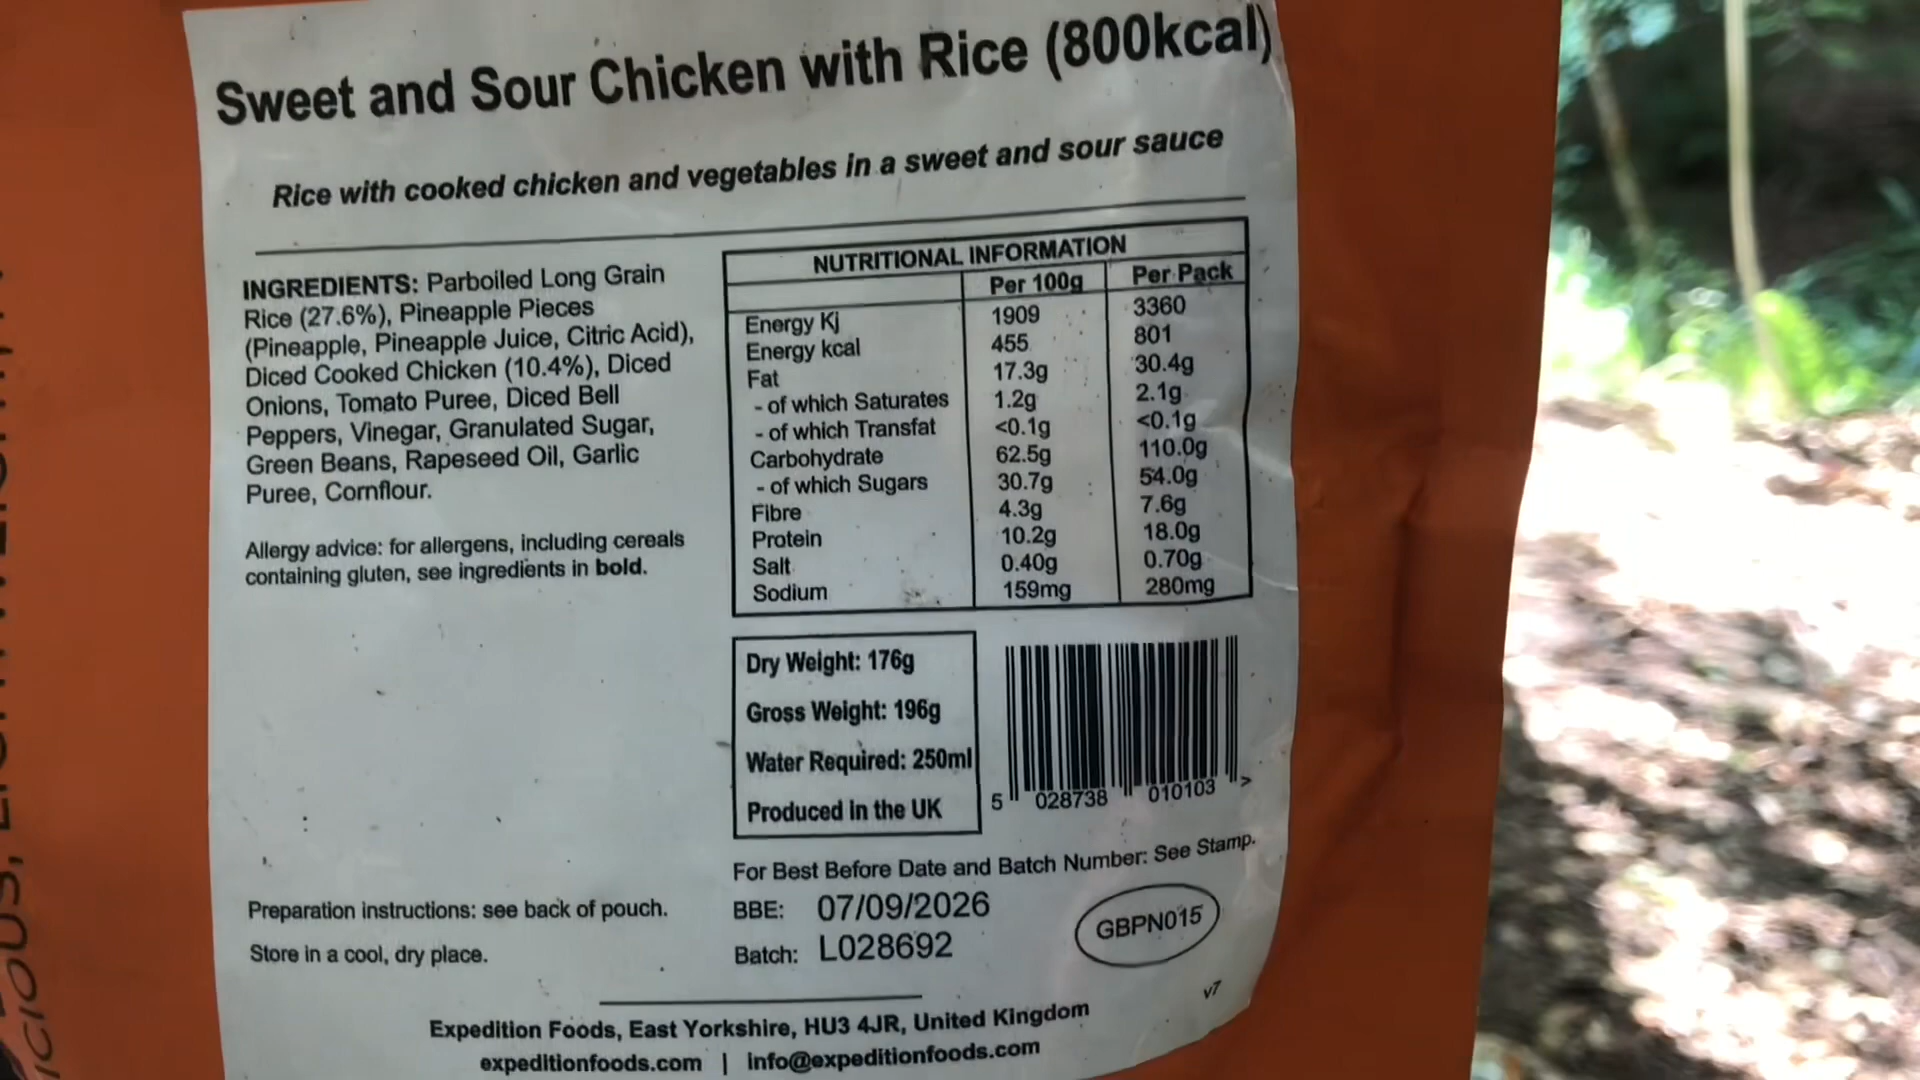 Sweet and Sour Chicken with Rice (800kcal)
Rice with cooked chicken and vegetables in a sweet and sour sauce
INGREDIENTS: Parboiled Long Grain
Rice (27.6%), Pineapple Pieces
(Pineapple, Pineapple Juice, Citric Acid),
Diced Cooked Chicken (10.4%), Diced
Onions, Tomato Puree, Diced Bell
Peppers, Vinegar, Granulated Sugar,
Green Beans, Rapeseed Oil, Garlic
Puree, Cornflour.
Allergy advice: for allergens, including cereals
containing gluten, see ingredients in bold.
NUTRITIONAL INFORMATION
Per 100g Per Pack
Energy Kj 1909 3360
Energy kcal 455 801
Fat 17.3g 30.4g
- of which Saturates 1.2g 2.1g
- of which Transfat <0.1g <0.1g
Carbohydrate 62.5g 110.0g
- of which Sugars 30.7g 54.0g
Fibre 4.3g 7.6g
Protein 10.2g 18.0g
Salt 0.40g 0.70g
Sodium 159mg 280mg
Dry Weight: 176g
Gross Weight: 196g
Water Required: 250ml
Produced in the UK
5 028738 010103 >
For Best Before Date and Batch Number: See Stamp.
BBE: 07/09/2026
Batch: L028692
GBPN015
Preparation instructions: see back of pouch.
Store in a cool, dry place.
v7
Expedition Foods, East Yorkshire, HU3 4JR, United Kingdom
expeditionfoods.com | info@expeditionfoods.com